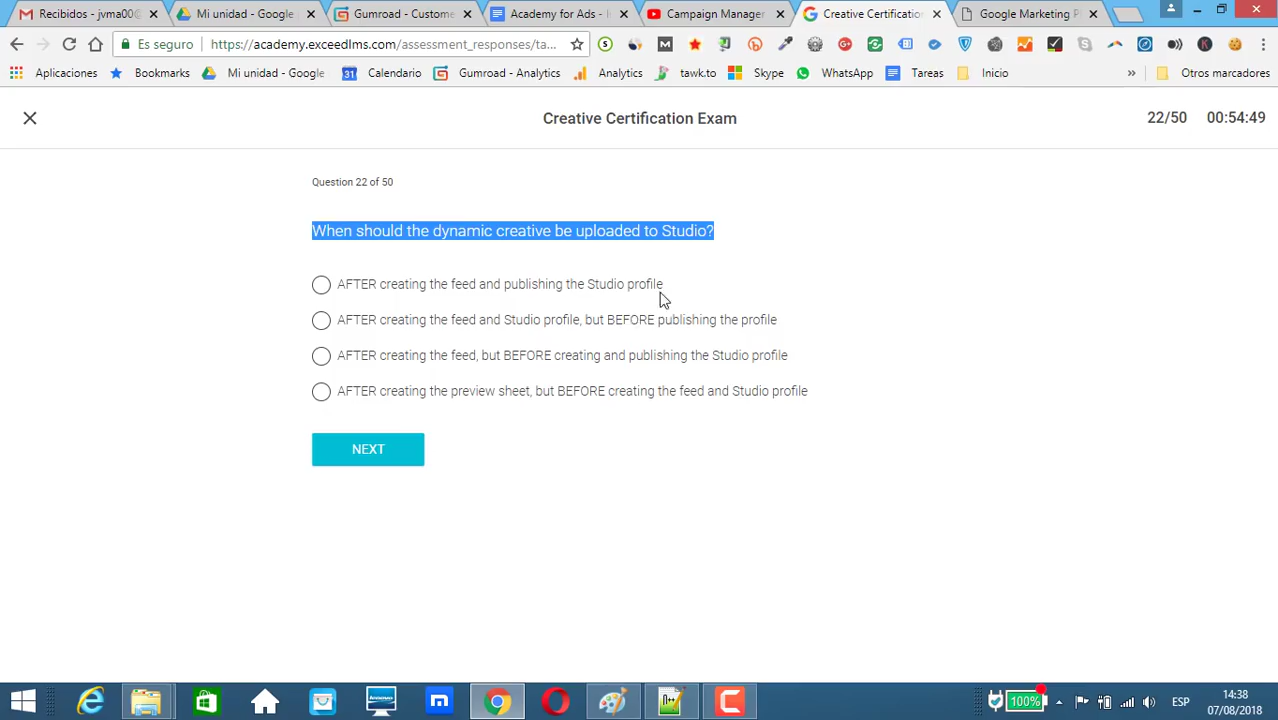 Recibidos - jvma00@
Mi unidad - Google
Gumroad - Custome
Academy for Ads - I
Campaign Manager
Creative Certification
Google Marketing P
Es seguro
https://academy.exceedlms.com/assessment_responses/ta...
Aplicaciones
Bookmark
Mi unidad - Google
31
Calendario
Gumroad - Analytics
Analytics
tawk.to
Skype
WhatsApp
Tareas
Inicio
»
Otros marcadores
Creative Certification Exam
22/50
00:54:49
Question 22 of 50
When should the dynamic creative be uploaded to Studio?
AFTER creating the feed and publishing the Studio profile
AFTER creating the feed and Studio profile, but BEFORE publishing the profile
AFTER creating the feed, but BEFORE creating and publishing the Studio profile
AFTER creating the preview sheet, but BEFORE creating the feed and Studio profile
NEXT
100%
ESP
14:38
07/08/2018